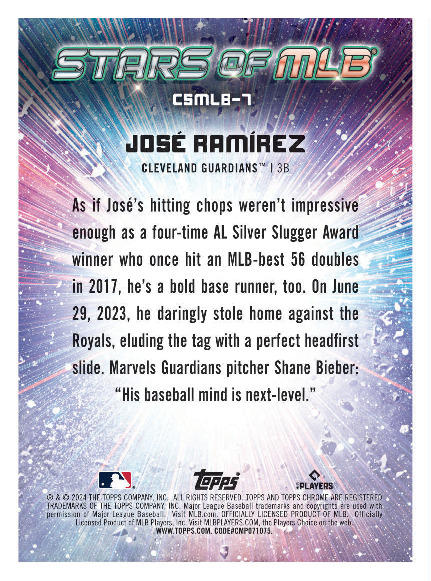 STARS OF MLB
CSMLB-7
JOSÉ RAMÍREZ
CLEVELAND GUARDIANS™ | 3B
As if José's hitting chops weren't impressive
enough as a four-time AL Silver Slugger Award
winner who once hit an MLB-best 56 doubles
in 2017, he's a bold base runner, too. On June
29, 2023, he daringly stole home against the
Royals, eluding the tag with a perfect headfirst
slide. Marvels Guardians pitcher Shane Bieber:
“His baseball mind is next-level.”
Topps
PLAYERS
® & © 2024 THE TOPPS COMPANY, INC. ALL RIGHTS RESERVED. TOPPS AND TOPPS CHROME ARE REGISTERED
TRADEMARKS OF THE TOPPS COMPANY, INC. Major League Baseball trademarks and copyrights are used with
permission of Major League Baseball. Visit MLB.com. OFFICIALLY LICENSED PRODUCT OF MLB. Officially
Licensed Product of MLB Players, Inc. Visit MLBPLAYERS.COM, the Players Choice on the web.
WWW.TOPPS.COM. CODE#CMP071073.